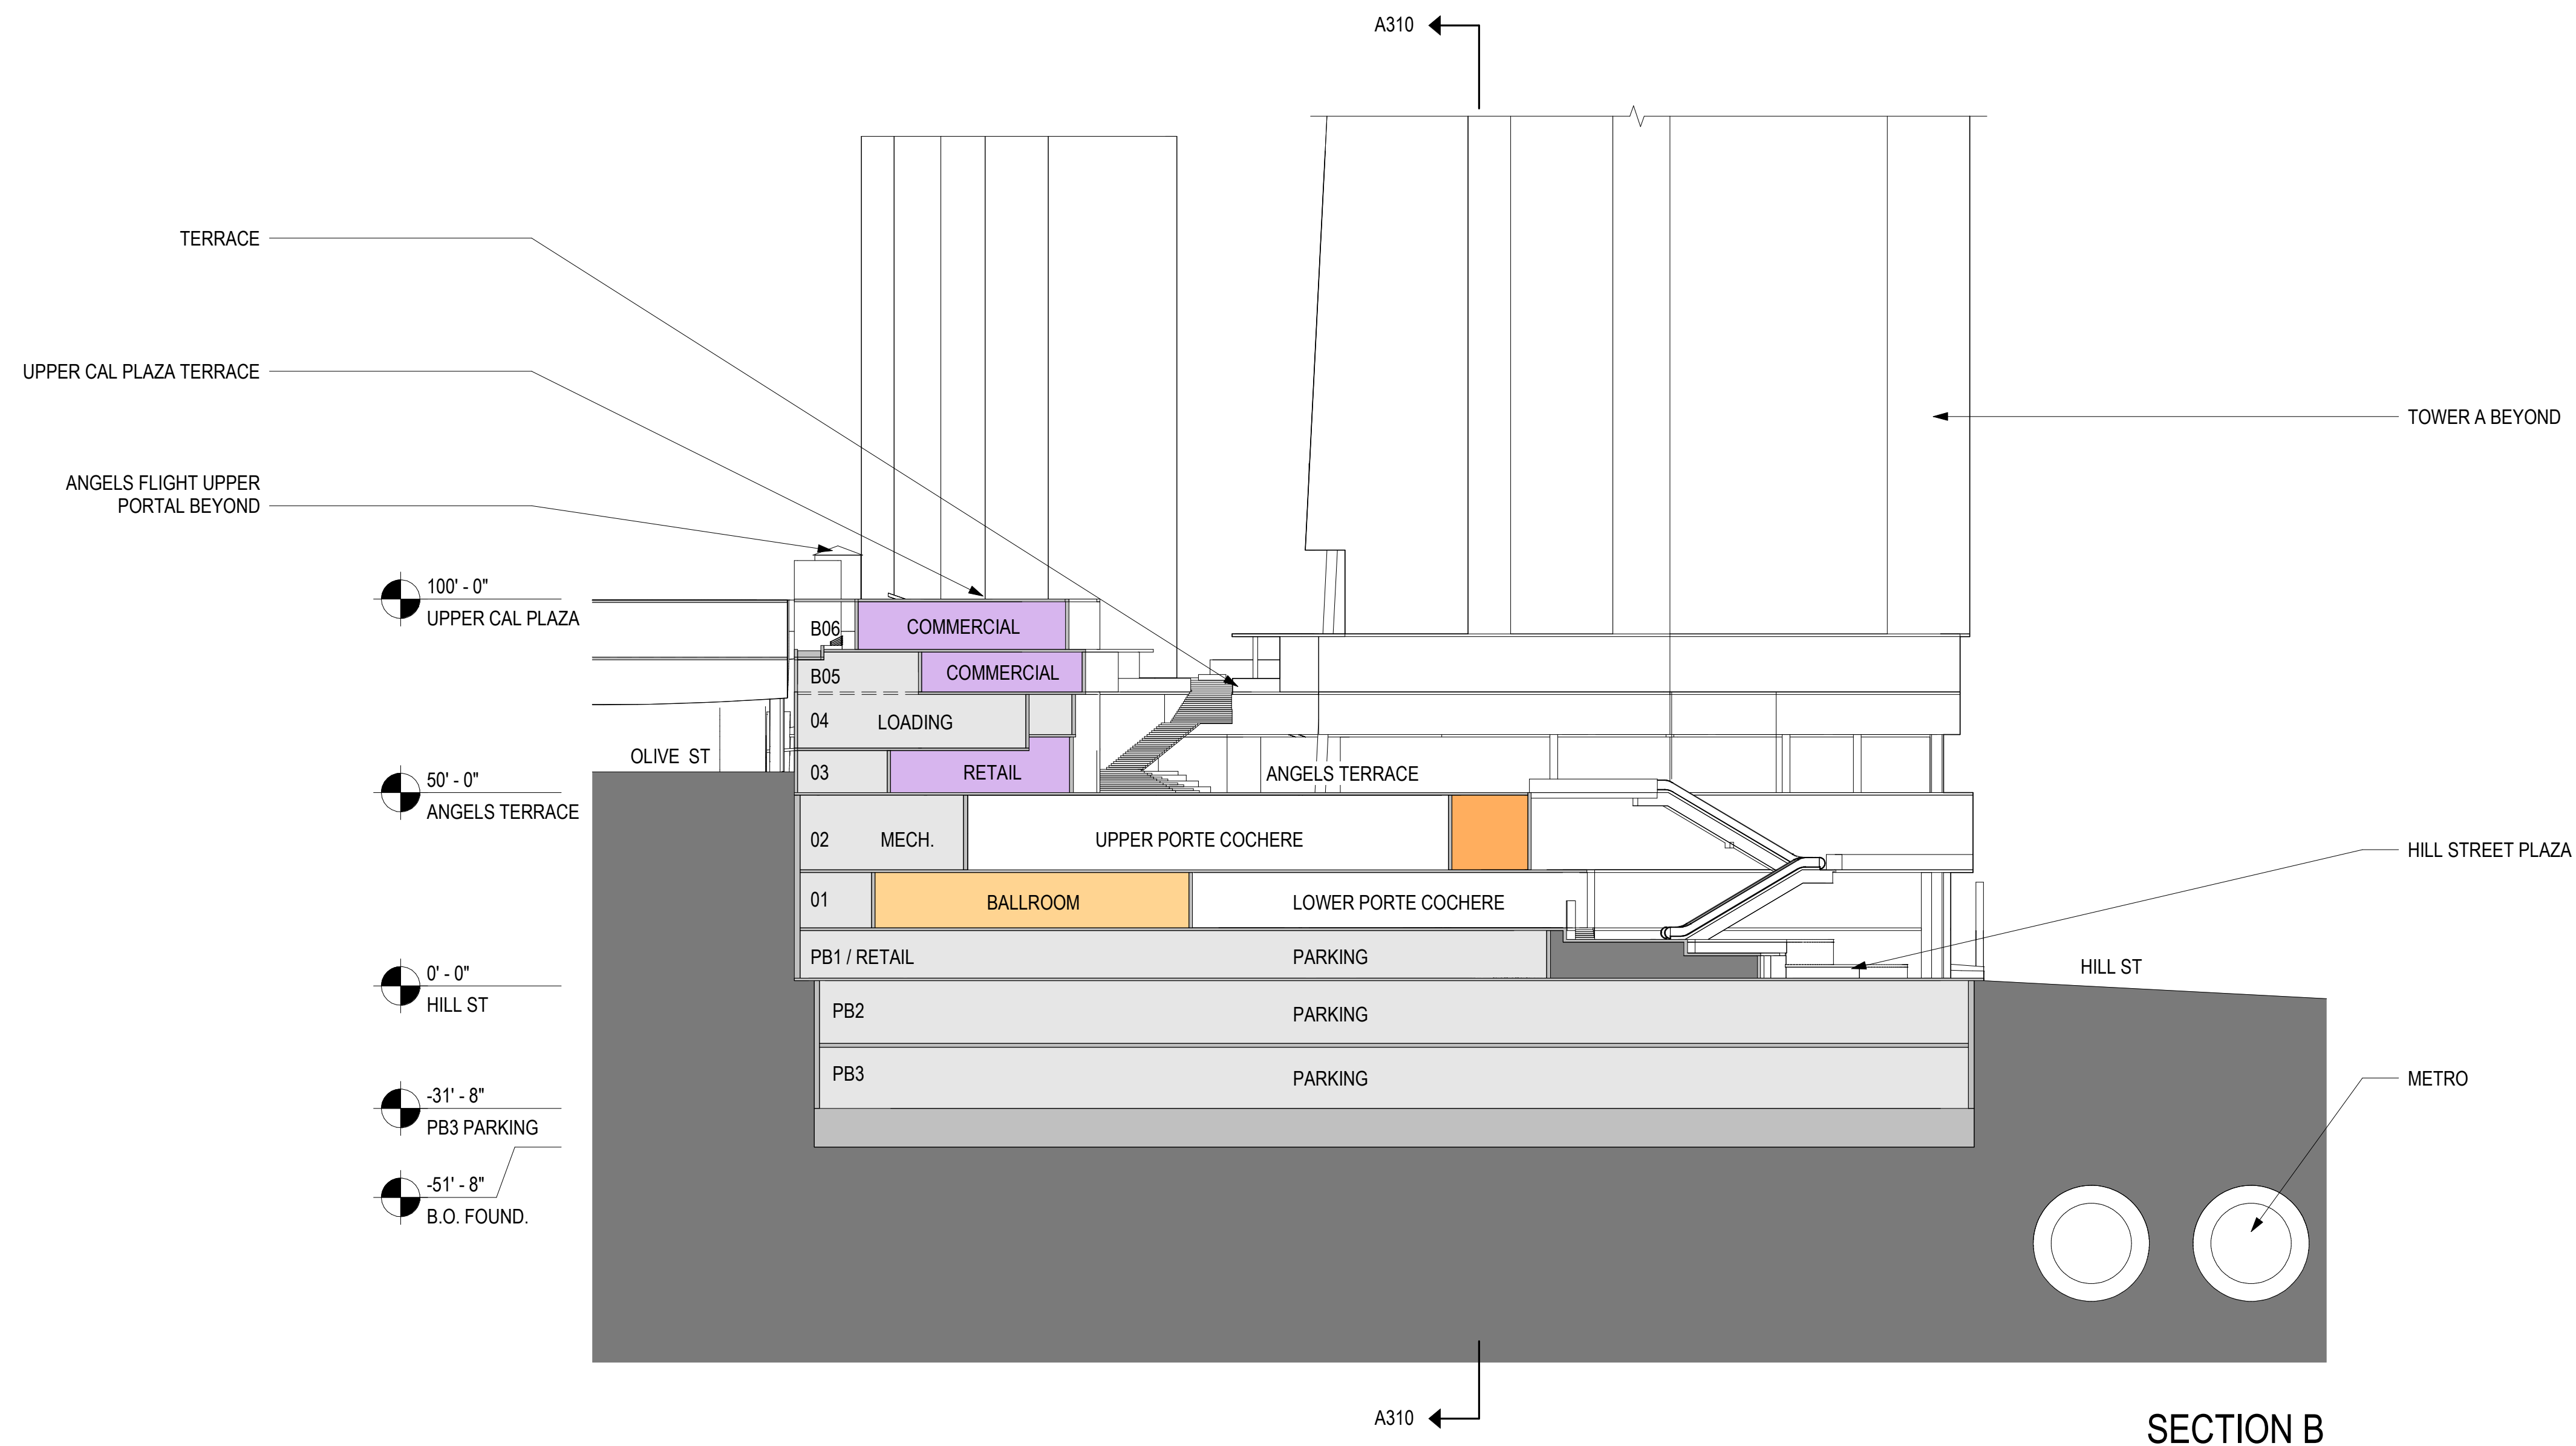 A310
TERRACE
UPPER CAL PLAZA TERRACE
TOWER A BEYOND
ANGELS FLIGHT UPPER
PORTAL BEYOND
100' - 0"
UPPER CAL PLAZA
B06
COMMERCIAL
B05
COMMERCIAL
04
LOADING
OLIVE ST
03
RETAIL
ANGELS TERRACE
50' - 0"
ANGELS TERRACE
02
MECH.
UPPER PORTE COCHERE
HILL STREET PLAZA
01
BALLROOM
LOWER PORTE COCHERE
PB1 / RETAIL
PARKING
HILL ST
0' - 0"
HILL ST
PB2
PARKING
PB3
PARKING
METRO
-31' - 8"
PB3 PARKING
-51' - 8"
B.O. FOUND.
A310
SECTION B